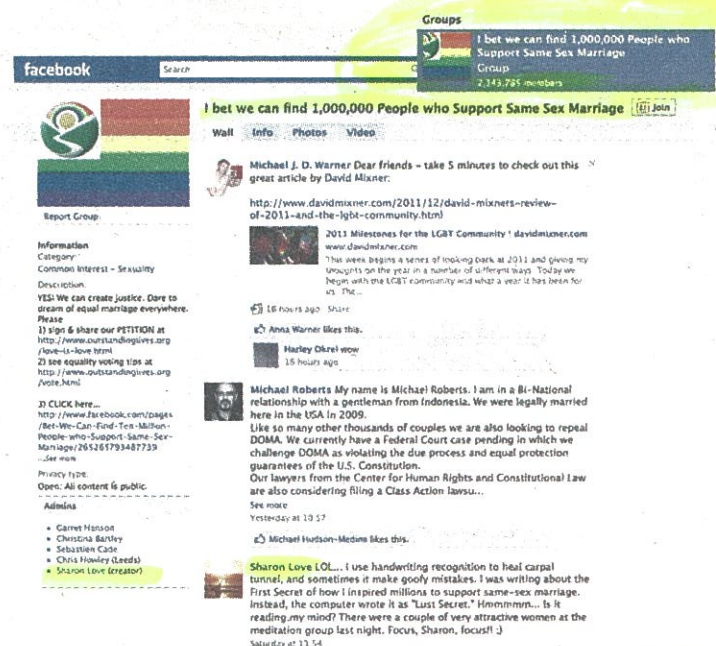 Groups
I bet we can find 1,000,000 People who
Support Same Sex Marriage
Group
members
facebook
Search
I bet we can find 1,000,000 People who Support Same Sex Marriage
Join
Wall Info Photos Video
Michael J. D. Warner Dear friends - take 5 minutes to check out this
great article by David Mixner:
http://www.davidmixner.com/2011/12/david-mixners-review-
of-2011-and-the-lgbt-community.html
2011 Milestones for the LGBT Community ! davidmixner.com
www.davidmixner.com
This week begins a series of looking back at 2011 and giving my
thoughts on the year in a number of different ways. Today we
begin with the LGBT community and what a year it has been for
us. The...
16 hours ago Share
Anna Warner likes this.
Harley wow
15 hours ago
Report Group
Information
Category:
Common Interest - Sexuality
Description:
YES! We can create justice. Dare to
dream of equal marriage everywhere.
Please
1) sign & share our PETITION at
http://www.outstandinglives.org
/love-is-love.html
2) see equality voting tips at
http://www.outstandinglives.org
/vote.html
3) CLICK here...
http://www.facebook.com/pages
/Bet-We-Can-Find-Ten-Million-
People-who-Support-Same-Sex-
Marriage/265265793487739
...See more
Privacy type:
Open: All content is public.
Admins
Garret Hanson
Christina Bartley
Sebastien Cade
Chris Howley (Leeds)
Sharon Love (creator)
Michael Roberts My name is Michael Roberts. I am in a Bi-National
relationship with a gentleman from Indonesia. We were legally married
here in the USA in 2009.
Like so many other thousands of couples we are also looking to repeal
DOMA. We currently have a Federal Court case pending in which we
challenge DOMA as violating the due process and equal protection
guarantees of the U.S. Constitution.
Our lawyers from the Center for Human Rights and Constitutional Law
are also considering filing a Class Action lawsu...
See more
Yesterday at 10:57
Michael Hudson-Medina likes this.
Sharon Love LOL... i use handwriting recognition to heal carpal
tunnel, and sometimes it make goofy mistakes. I was writing about the
First Secret of how I inspired millions to support same-sex marriage.
Instead, the computer wrote it as "Lust Secret." Hmmmmm... Is it
reading my mind? There were a couple of very attractive women at the
meditation group last night. Focus, Sharon, focus!! ;)
Saturday at 13:54